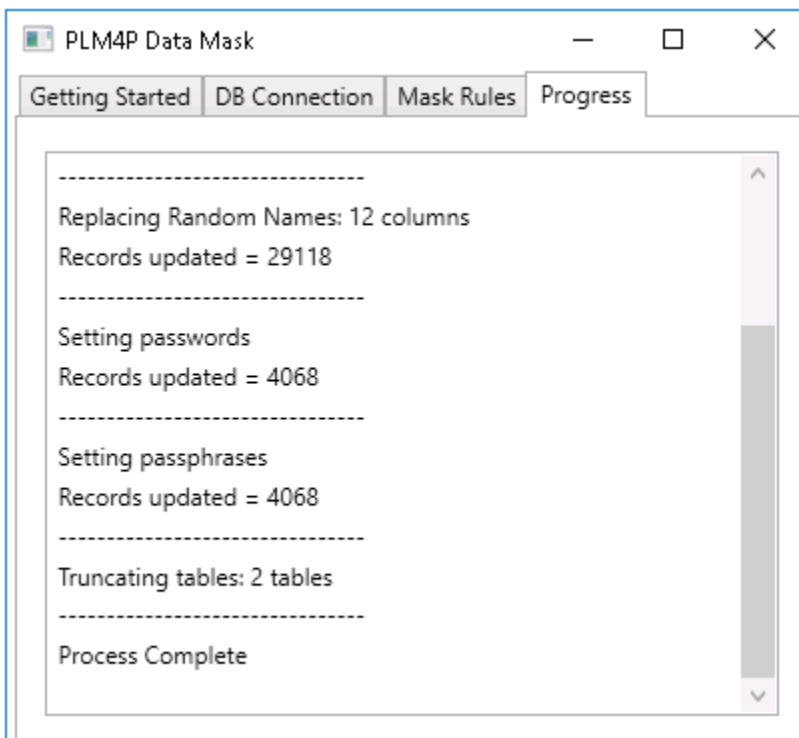 PLM4P Data Mask
Getting Started DB Connection Mask Rules Progress
--------------------------------
Replacing Random Names: 12 columns
Records updated = 29118
--------------------------------
Setting passwords
Records updated = 4068
--------------------------------
Setting passphrases
Records updated = 4068
--------------------------------
Truncating tables: 2 tables
--------------------------------
Process Complete